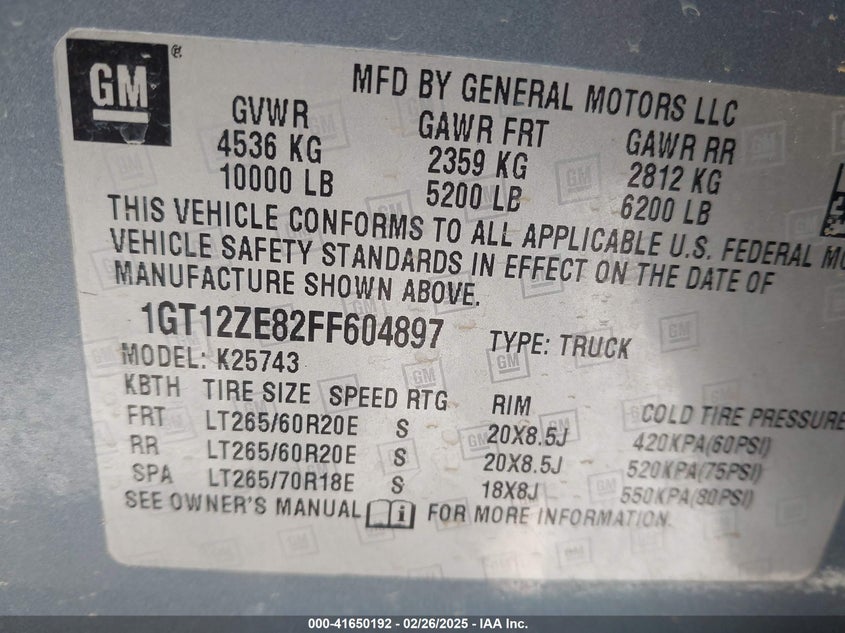 GM ®
MFD BY GENERAL MOTORS LLC
GVWR GAWR FRT GAWR RR
4536 KG 2359 KG 2812 KG
10000 LB 5200 LB 6200 LB
THIS VEHICLE CONFORMS TO ALL APPLICABLE U.S. FEDERAL MO
VEHICLE SAFETY STANDARDS IN EFFECT ON THE DATE OF
MANUFACTURE SHOWN ABOVE.
1GT12ZE82FF604897 TYPE: TRUCK
MODEL: K25743
KBTH TIRE SIZE SPEED RTG RIM COLD TIRE PRESSURE
FRT LT265/60R20E S 20X8.5J 420KPA(60PSI)
RR LT265/60R20E S 20X8.5J 520KPA(75PSI)
SPA LT265/70R18E S 18X8J 550KPA(80PSI)
SEE OWNER'S MANUAL i FOR MORE INFORMATION.
000-41650192 - 02/26/2025 - IAA Inc.